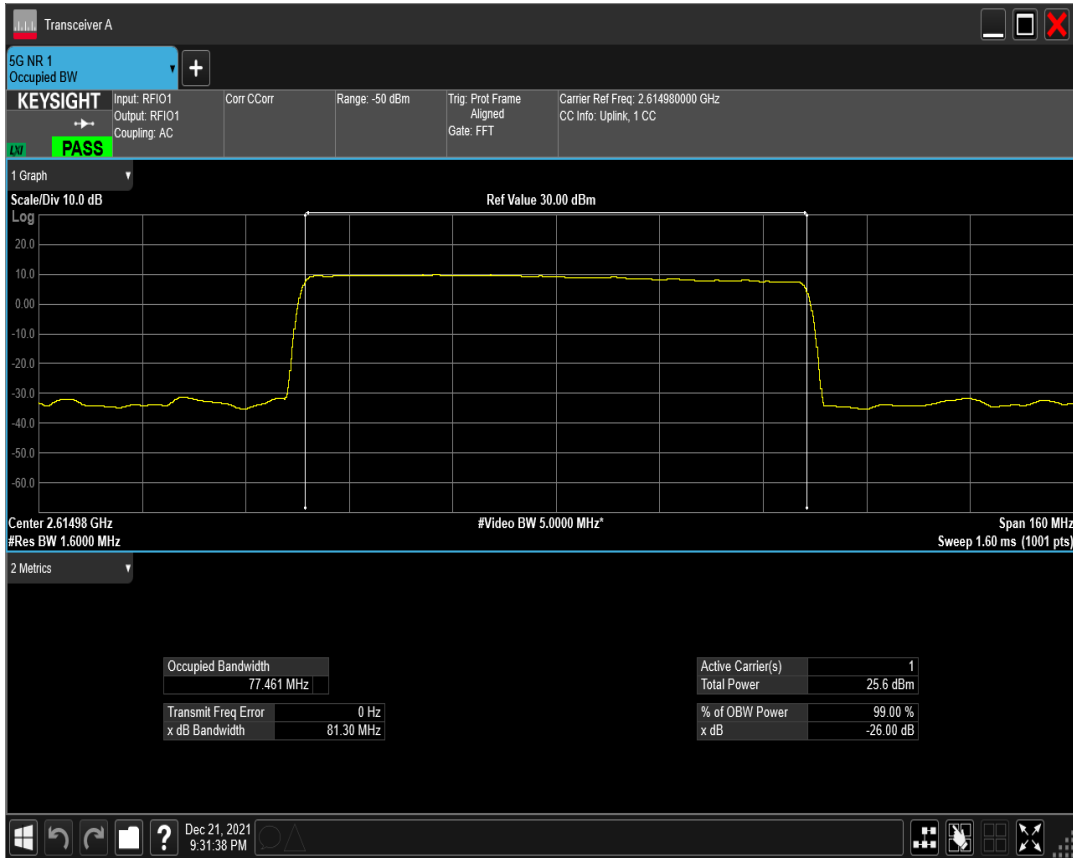 Transceiver A
5G NR 1
Occupied BW
KEYSIGHT
LXI
PASS
Input: RFIO1
Output: RFIO1
Coupling: AC
Corr CCorr
Range: -50 dBm
Trig: Prot Frame
Aligned
Gate: FFT
Carrier Ref Freq: 2.614980000 GHz
CC Info: Uplink, 1 CC
1 Graph
Scale/Div 10.0 dB
Ref Value 30.00 dBm
Log
20.0
10.0
0.00
-10.0
-20.0
-30.0
-40.0
-50.0
-60.0
Center 2.61498 GHz
#Video BW 5.0000 MHz*
Span 160 MHz
#Res BW 1.6000 MHz
Sweep 1.60 ms (1001 pts)
2 Metrics
Occupied Bandwidth
77.461 MHz
Transmit Freq Error 0 Hz
x dB Bandwidth 81.30 MHz
Active Carrier(s) 1
Total Power 25.6 dBm
% of OBW Power 99.00 %
x dB -26.00 dB
?
Dec 21, 2021
9:31:38 PM